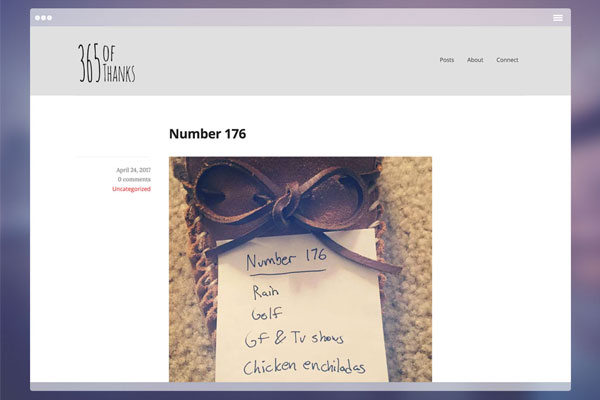 365 OF
THANKS
Posts About Connect
Number 176
April 24, 2017
0 comments
Uncategorized
Number 176
Rain
Golf
Gf & Tv shows
Chicken enchiladas